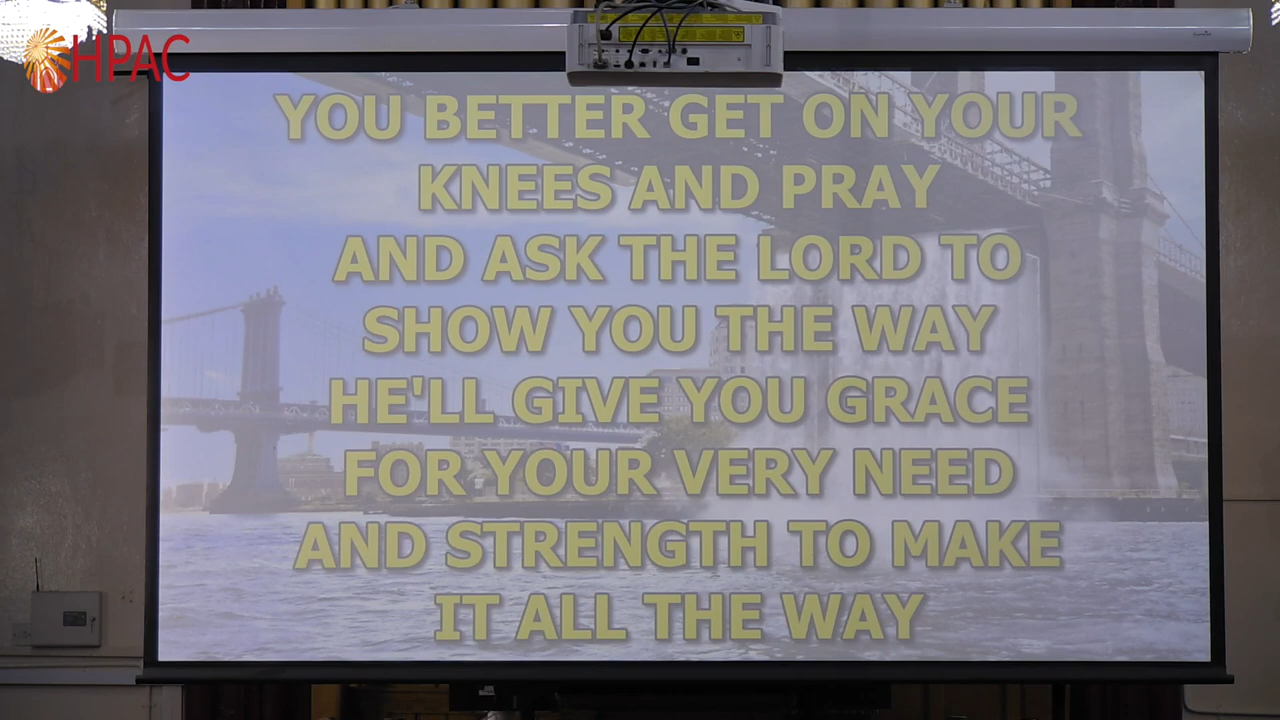 HPAC
YOU BETTER GET ON YOUR
KNEES AND PRAY
AND ASK THE LORD TO
SHOW YOU THE WAY
HE'LL GIVE YOU GRACE
FOR YOUR VERY NEED
AND STRENGTH TO MAKE
IT ALL THE WAY